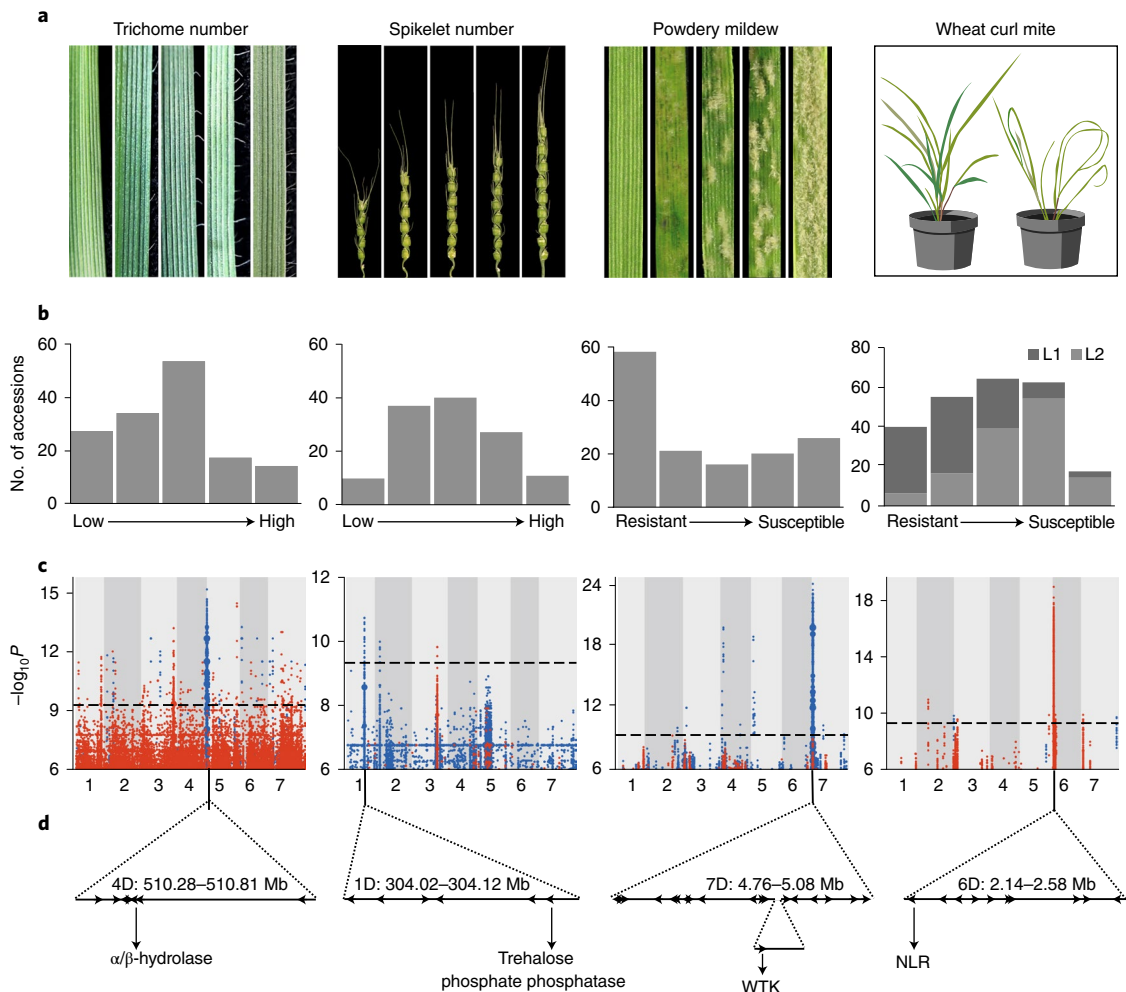 a
Trichome number
Spikelet number
Powdery mildew
Wheat curl mite
b
No. of accessions
60
40
20
0
Low
High
60
40
20
0
Low
High
60
40
20
0
Resistant
Susceptible
80
60
40
20
0
L1
L2
Resistant
Susceptible
c
–log10P
15
12
9
6
1 2 3 4 5 6 7
12
10
8
6
1 2 3 4 5 6 7
24
18
12
6
1 2 3 4 5 6 7
18
14
10
6
1 2 3 4 5 6 7
d
4D: 510.28–510.81 Mb
α/β-hydrolase
1D: 304.02–304.12 Mb
Trehalose
phosphate phosphatase
7D: 4.76–5.08 Mb
WTK
6D: 2.14–2.58 Mb
NLR